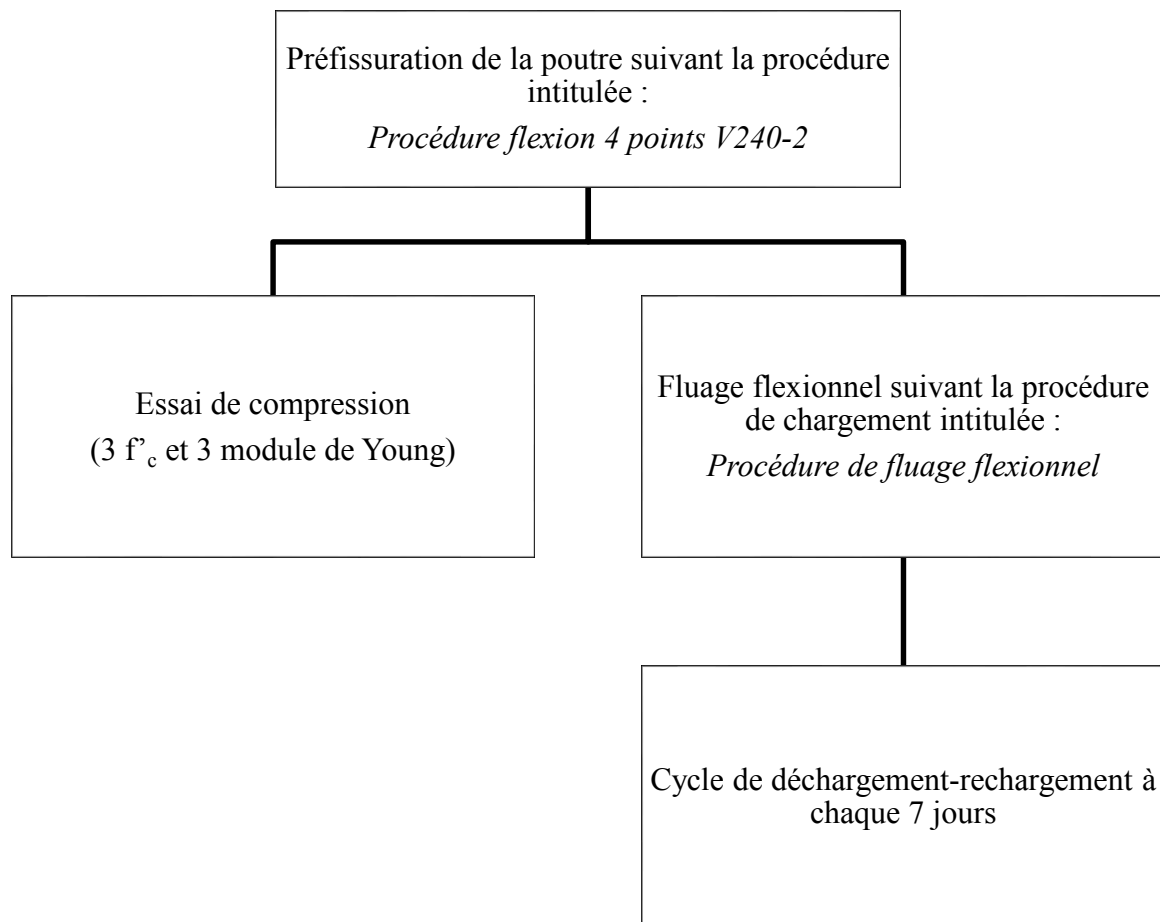 Préfissuration de la poutre suivant la procédure
intitulée :
Procédure flexion 4 points V240-2
Essai de compression
(3 f’c et 3 module de Young)
Fluage flexionnel suivant la procédure
de chargement intitulée :
Procédure de fluage flexionnel
Cycle de déchargement-rechargement à
chaque 7 jours